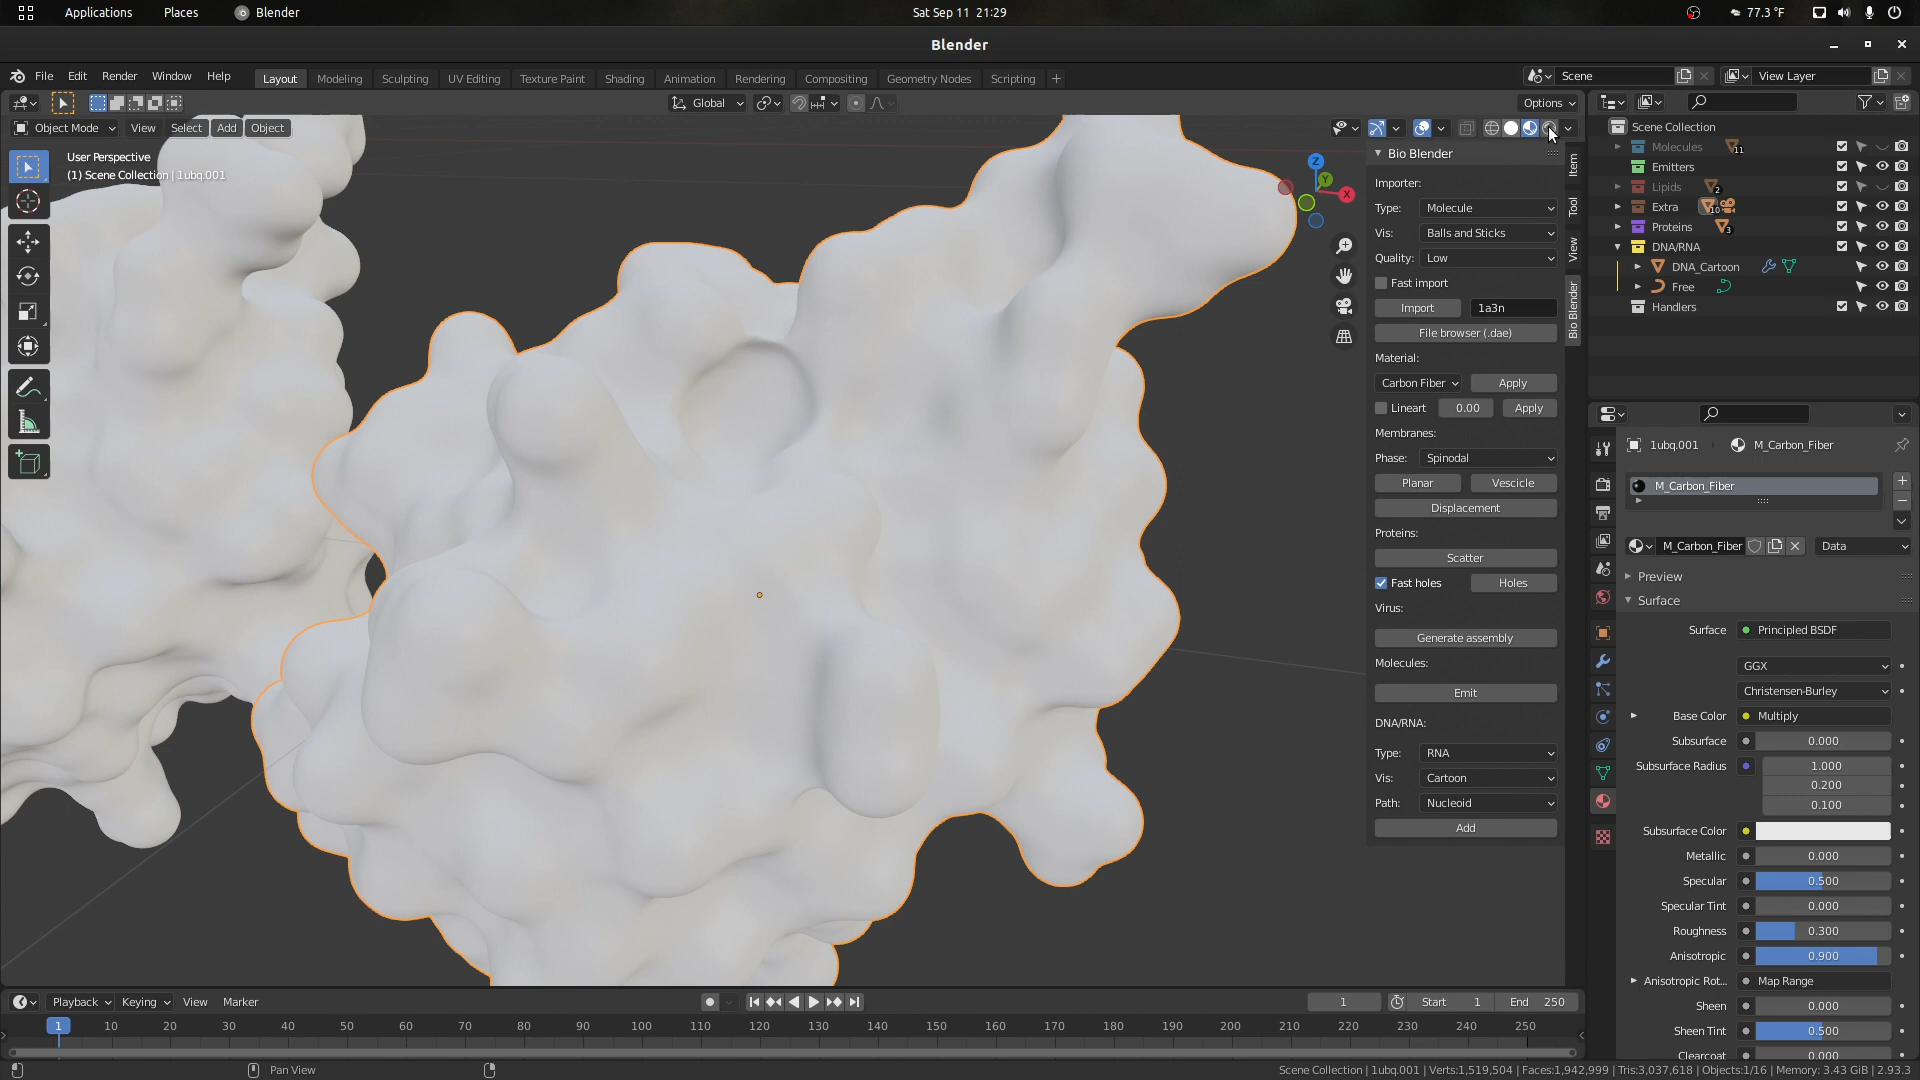 Applications Places Blender Sat Sep 11 21:29 77.3 °F
Blender
File Edit Render Window Help Layout Modeling Sculpting UV Editing Texture Paint Shading Animation Rendering Compositing Geometry Nodes Scripting + Scene View Layer
Global Options
Object Mode View Select Add Object
User Perspective
(1) Scene Collection | 1ubq.001
Z
Y
X
Bio Blender
Importer:
Type: Molecule
Vis: Balls and Sticks
Quality: Low
Fast import
Import 1a3n
File browser (.dae)
Material:
Carbon Fiber Apply
Lineart 0.00 Apply
Membranes:
Phase: Spinodal
Planar Vescicle
Displacement
Proteins:
Scatter
Fast holes Holes
Virus:
Generate assembly
Molecules:
Emit
DNA/RNA:
Type: RNA
Vis: Cartoon
Path: Nucleoid
Add
Item
Tool
View
Bio Blender
Scene Collection
Molecules 11
Emitters
Lipids 2
Extra 10
Proteins 3
DNA/RNA
DNA_Cartoon
Free
Handlers
1ubq.001 M_Carbon_Fiber
M_Carbon_Fiber
M_Carbon_Fiber Data
Preview
Surface
Surface Principled BSDF
GGX
Christensen-Burley
Base Color Multiply
Subsurface 0.000
Subsurface Radius 1.000
0.200
0.100
Subsurface Color
Metallic 0.000
Specular 0.500
Specular Tint 0.000
Roughness 0.300
Anisotropic 0.900
Anisotropic Rot... Map Range
Sheen 0.000
Sheen Tint 0.500
Clearcoat 0.000
Playback Keying View Marker 1 Start 1 End 250
1 10 20 30 40 50 60 70 80 90 100 110 120 130 140 150 160 170 180 190 200 210 220 230 240 250
Pan View Scene Collection | 1ubq.001 | Verts:1,519,504 | Faces:1,942,999 | Tris:3,037,618 | Objects:1/16 | Memory: 3.43 GiB | 2.93.3